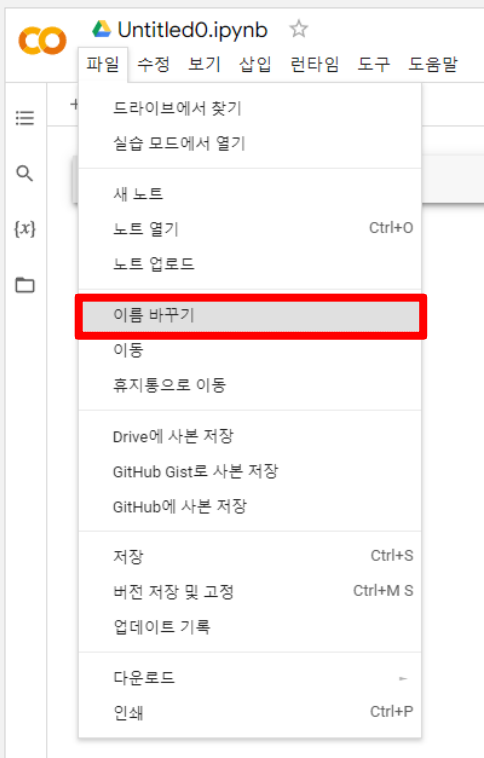 Untitled0.ipynb
파일 수정 보기 삽입 런타임 도구 도움말
드라이브에서 찾기
실습 모드에서 열기
새 노트
노트 열기 Ctrl+O
노트 업로드
{x}
이름 바꾸기
이동
휴지통으로 이동
Drive에 사본 저장
GitHub Gist로 사본 저장
GitHub에 사본 저장
저장 Ctrl+S
버전 저장 및 고정 Ctrl+M S
업데이트 기록
다운로드
인쇄 Ctrl+P